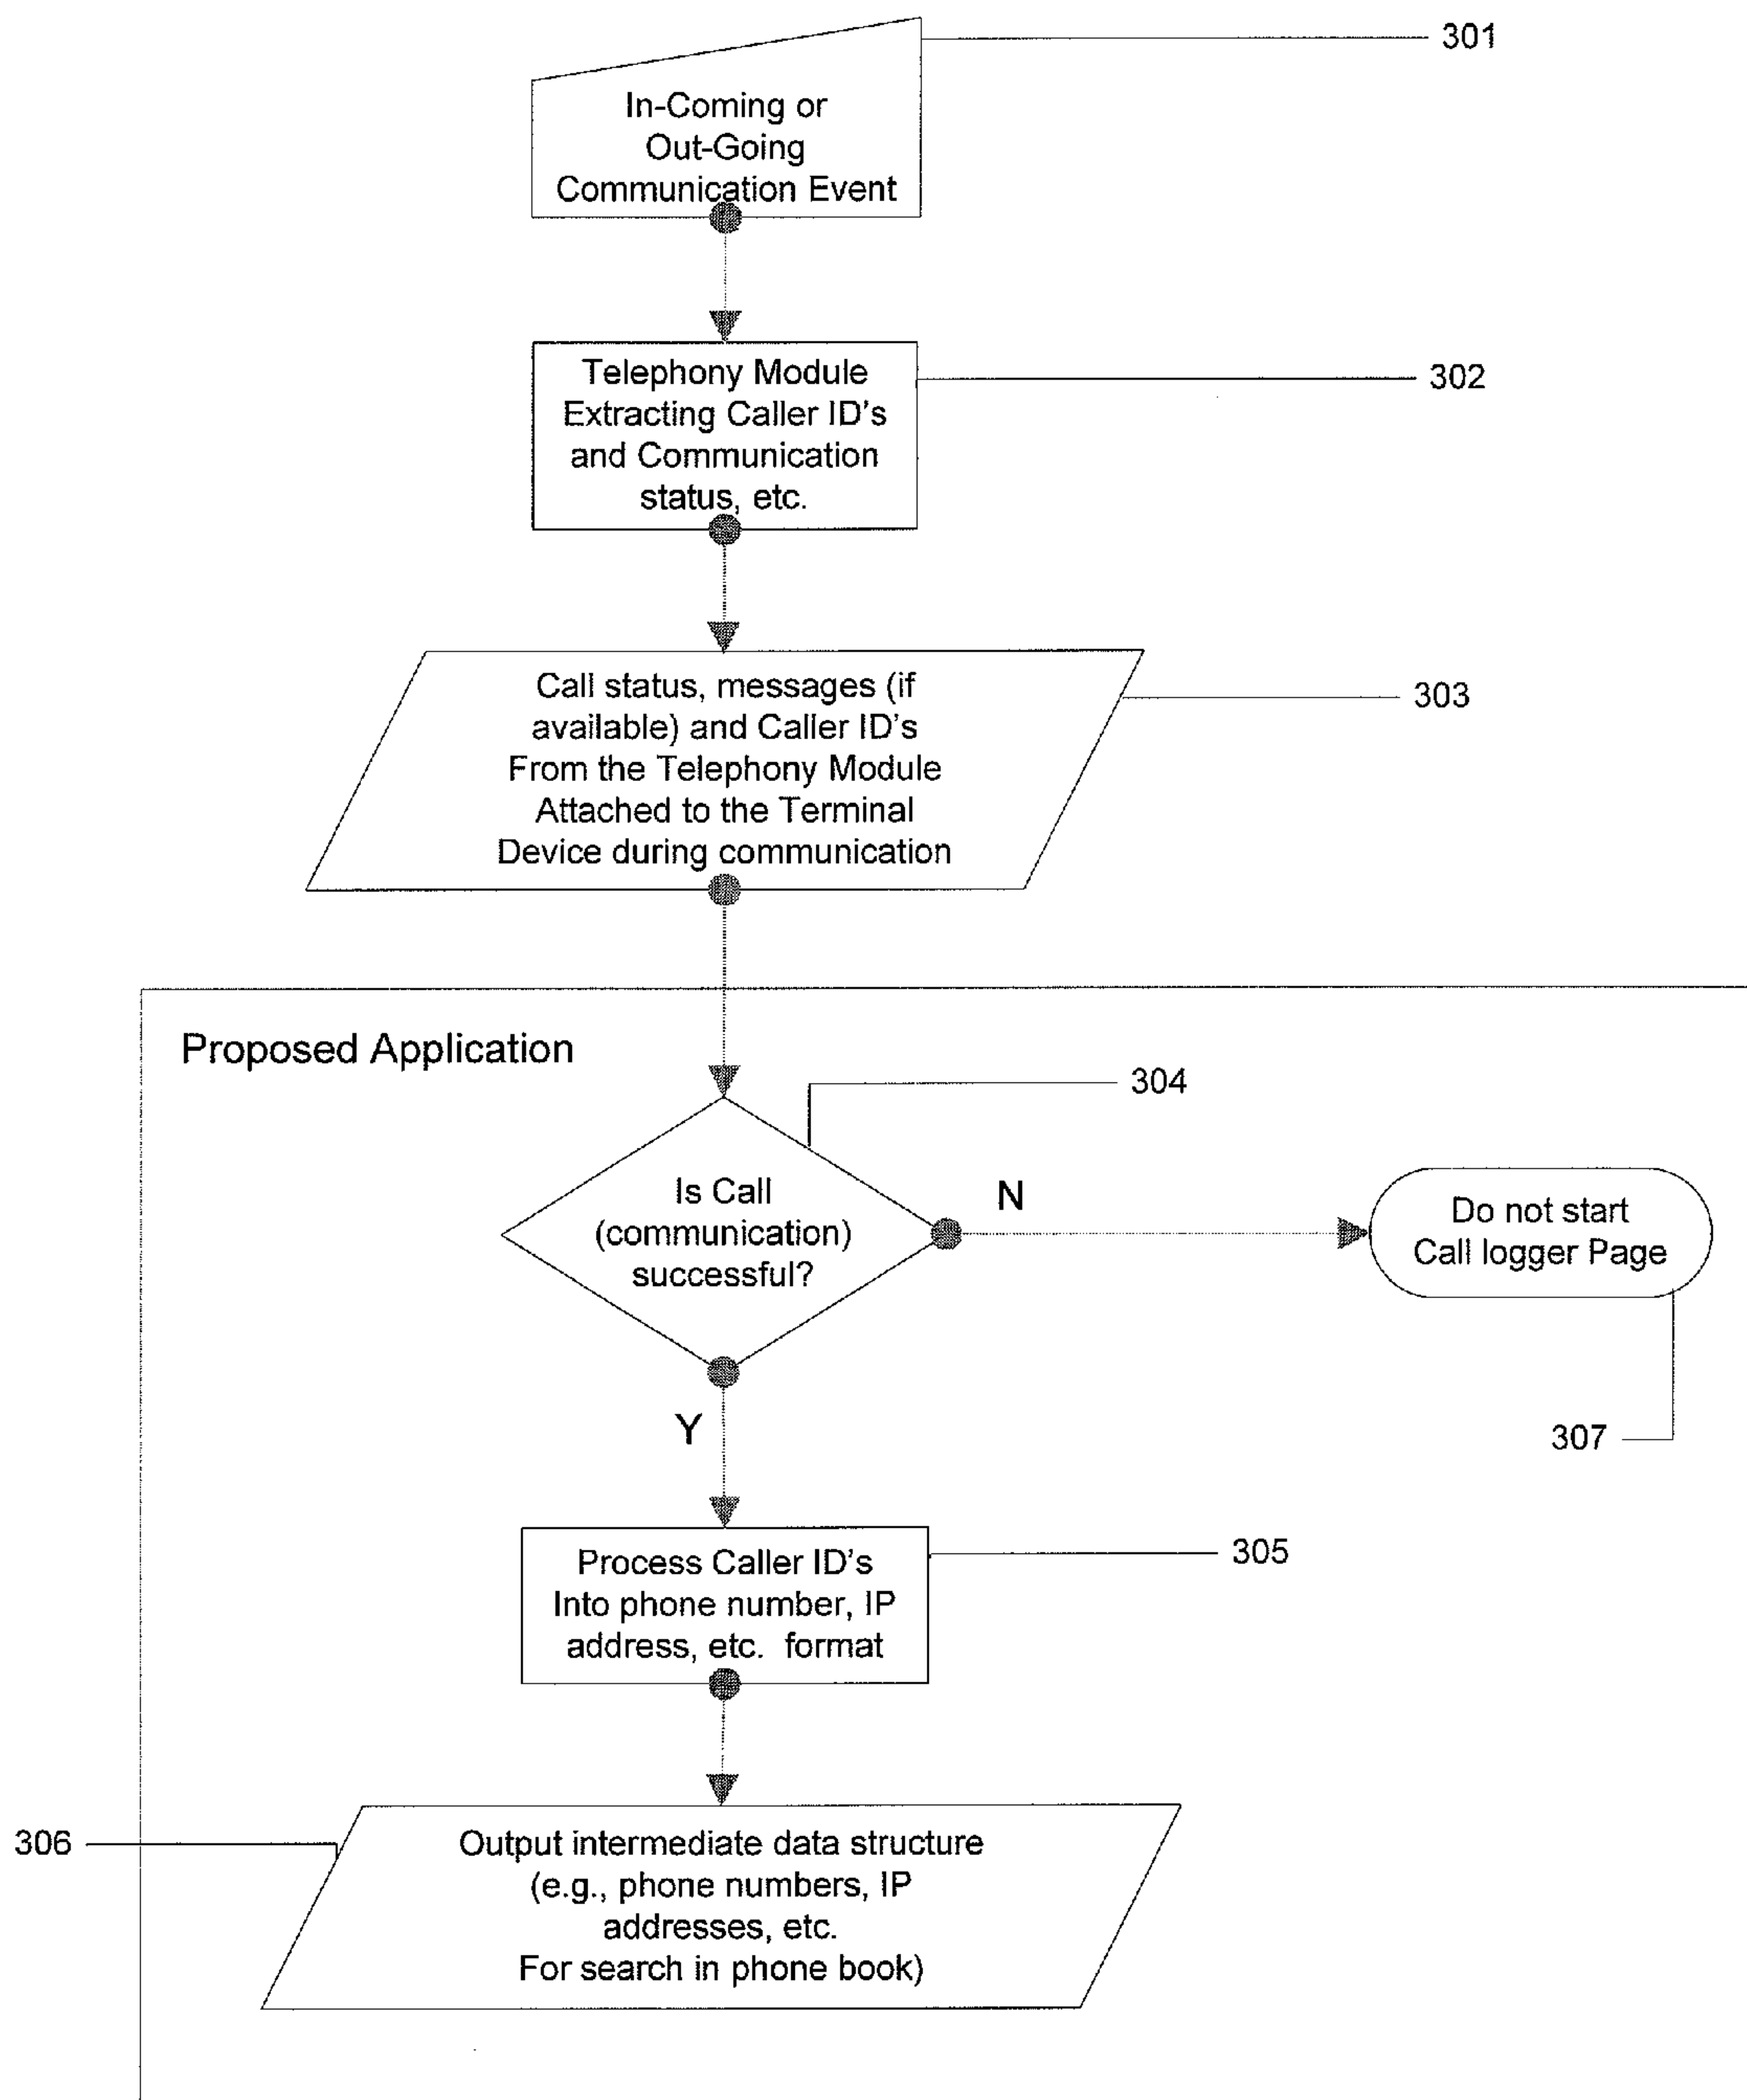 301
In-Coming or
Out-Going
Communication Event
Telephony Module
Extracting Caller ID's
and Communication
status, etc.
302
Call status, messages (if
available) and Caller ID's
From the Telephony Module
Attached to the Terminal
Device during communication
303
Proposed Application
304
Is Call
(communication)
successful?
N
Do not start
Call logger Page
307
Y
Process Caller ID's
Into phone number, IP
address, etc. format
305
306
Output intermediate data structure
(e.g., phone numbers, IP
addresses, etc.
For search in phone book)